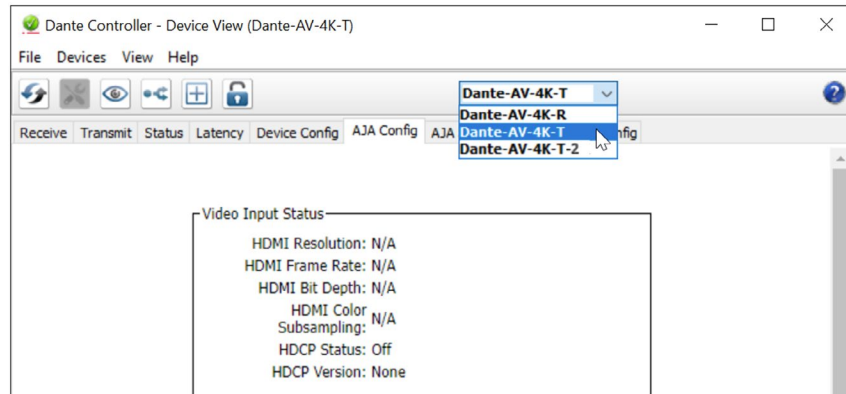 Dante Controller - Device View (Dante-AV-4K-T)
File Devices View Help
Dante-AV-4K-T
Dante-AV-4K-R
Dante-AV-4K-T
Dante-AV-4K-T-2
Receive Transmit Status Latency Device Config AJA Config AJA
Video Input Status
HDMI Resolution: N/A
HDMI Frame Rate: N/A
HDMI Bit Depth: N/A
HDMI Color
Subsampling: N/A
HDCP Status: Off
HDCP Version: None